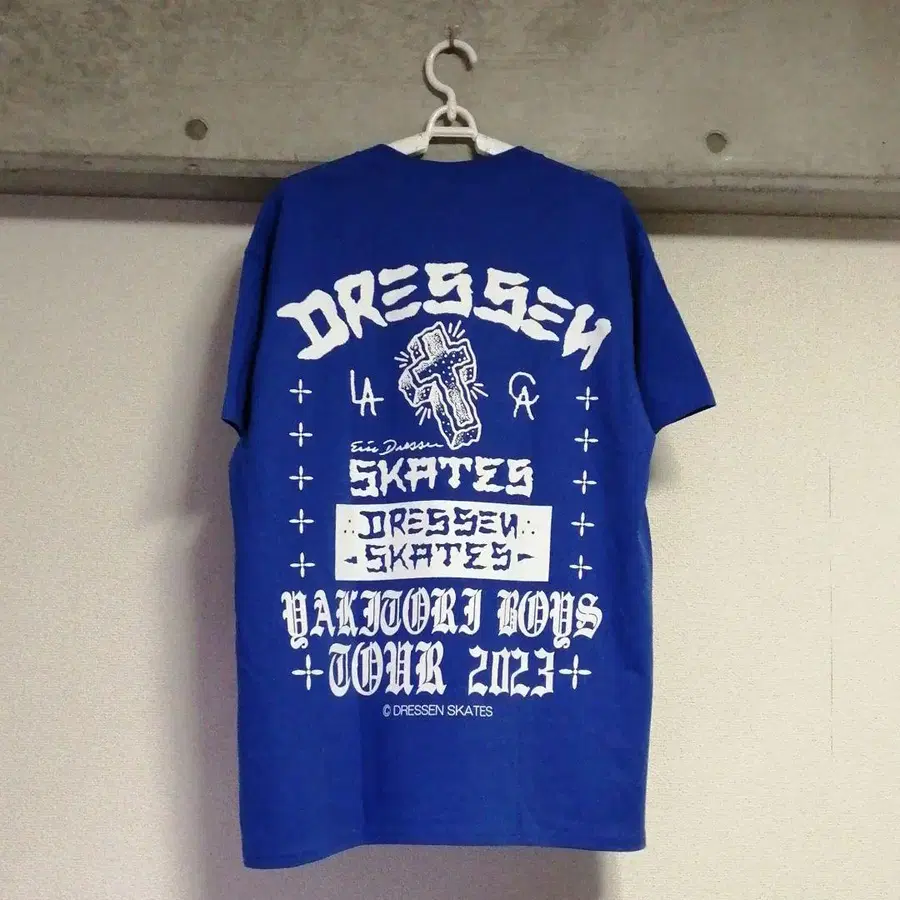 DRESSEN
LA CA
Eric Dressen
SKATES
DRESSEN
SKATES
YAKITORI BOYS
TOUR 2023
© DRESSEN SKATES